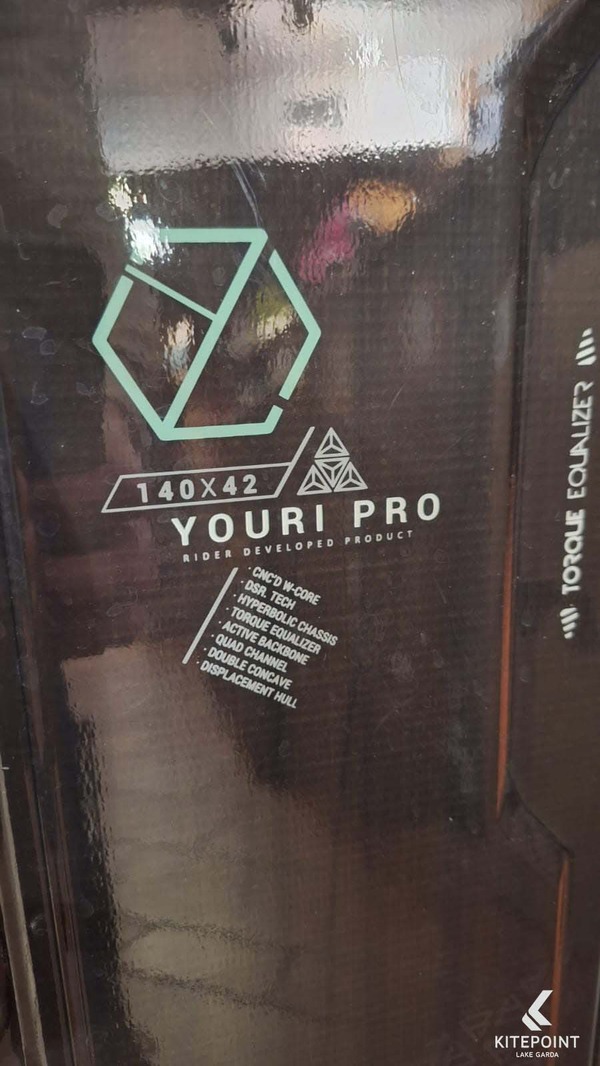 140X42
YOURI PRO
RIDER DEVELOPED PRODUCT
· CNC'D W-CORE
· DSR. TECH
· HYPERBOLIC CHASSIS
· TORQUE EQUALIZER
· ACTIVE BACKBONE
· QUAD CHANNEL
· DOUBLE CONCAVE
· DISPLACEMENT HULL
TORQUE EQUALIZER
KITEPOINT
LAKE GARDA